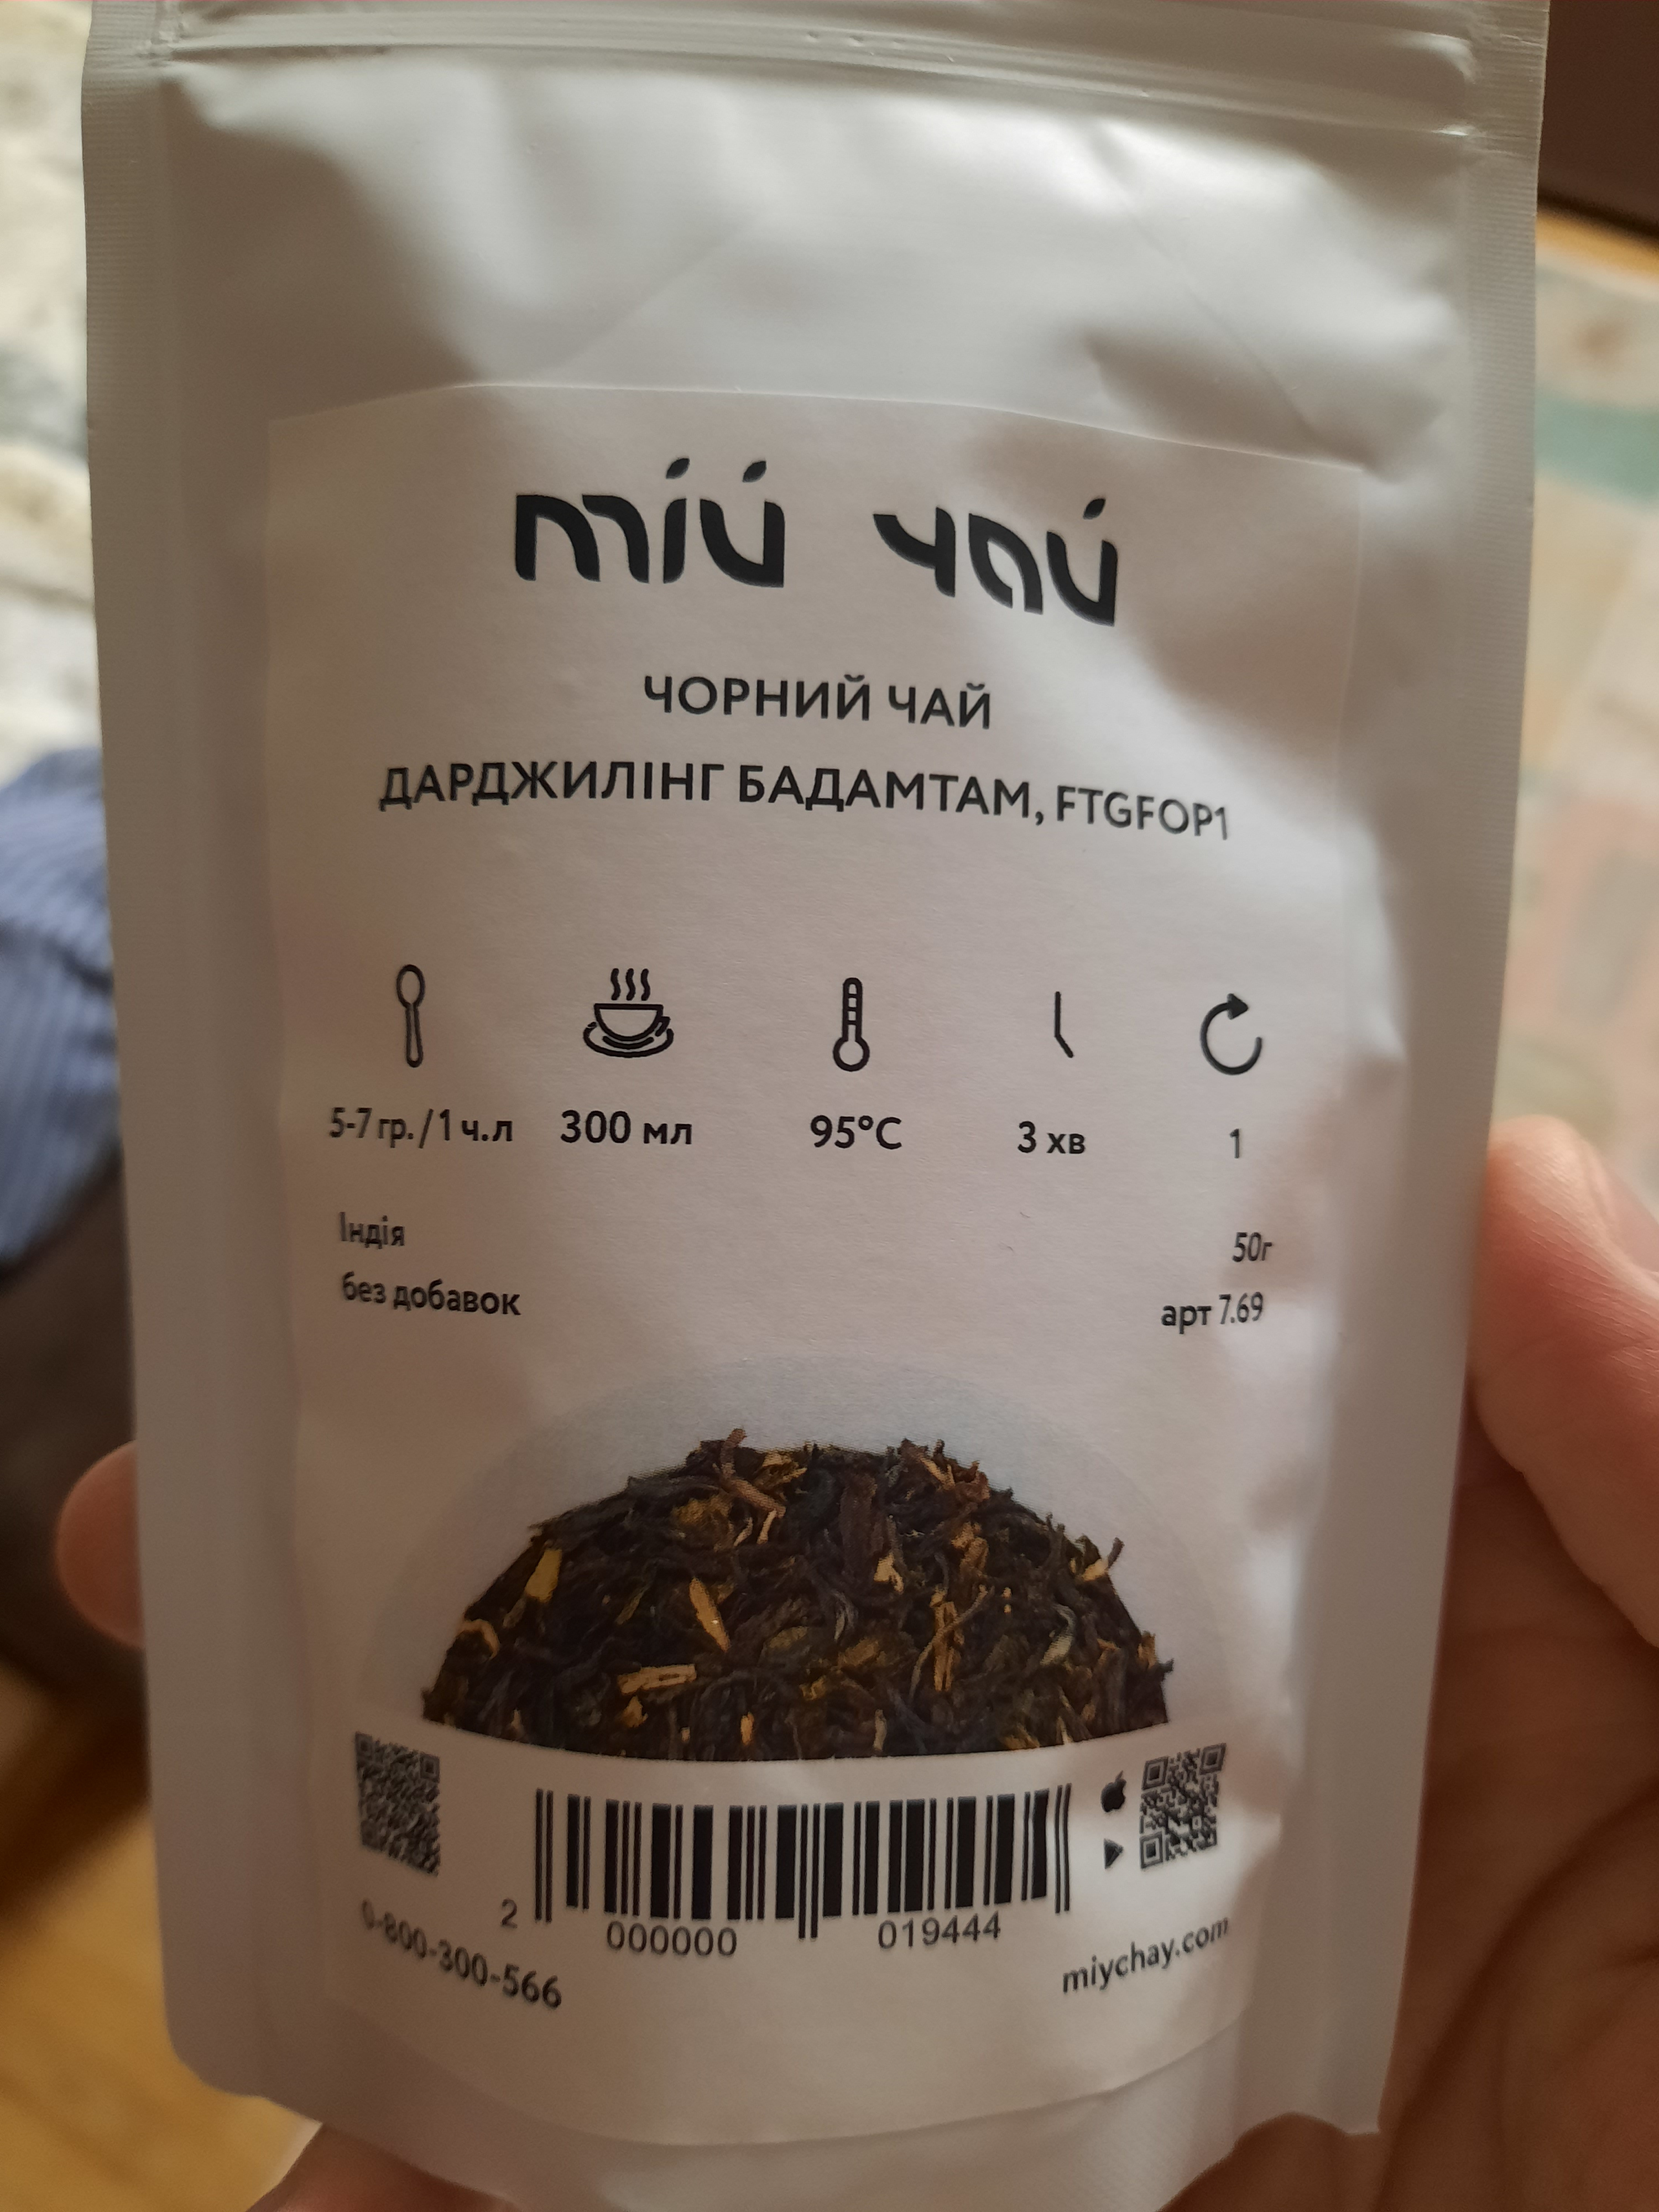 мій чай
ЧОРНИЙ ЧАЙ
ДАРДЖИЛІНГ БАДАМТАМ, FTGFOP1
5-7 гр./1 ч.л
300 мл
95°C
3 хв
1
Індія
50г
без добавок
арт 7.69
2 000000 019444
0-800-300-566
miychay.com